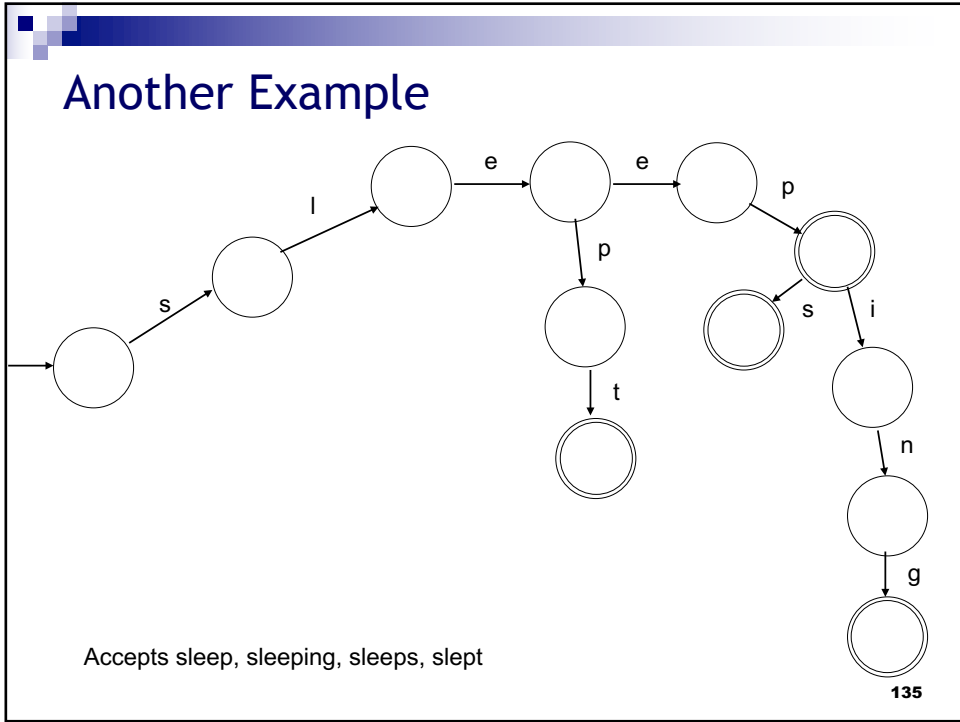 Another Example
s
l
e
e
p
p
t
s
i
n
g
Accepts sleep, sleeping, sleeps, slept
135